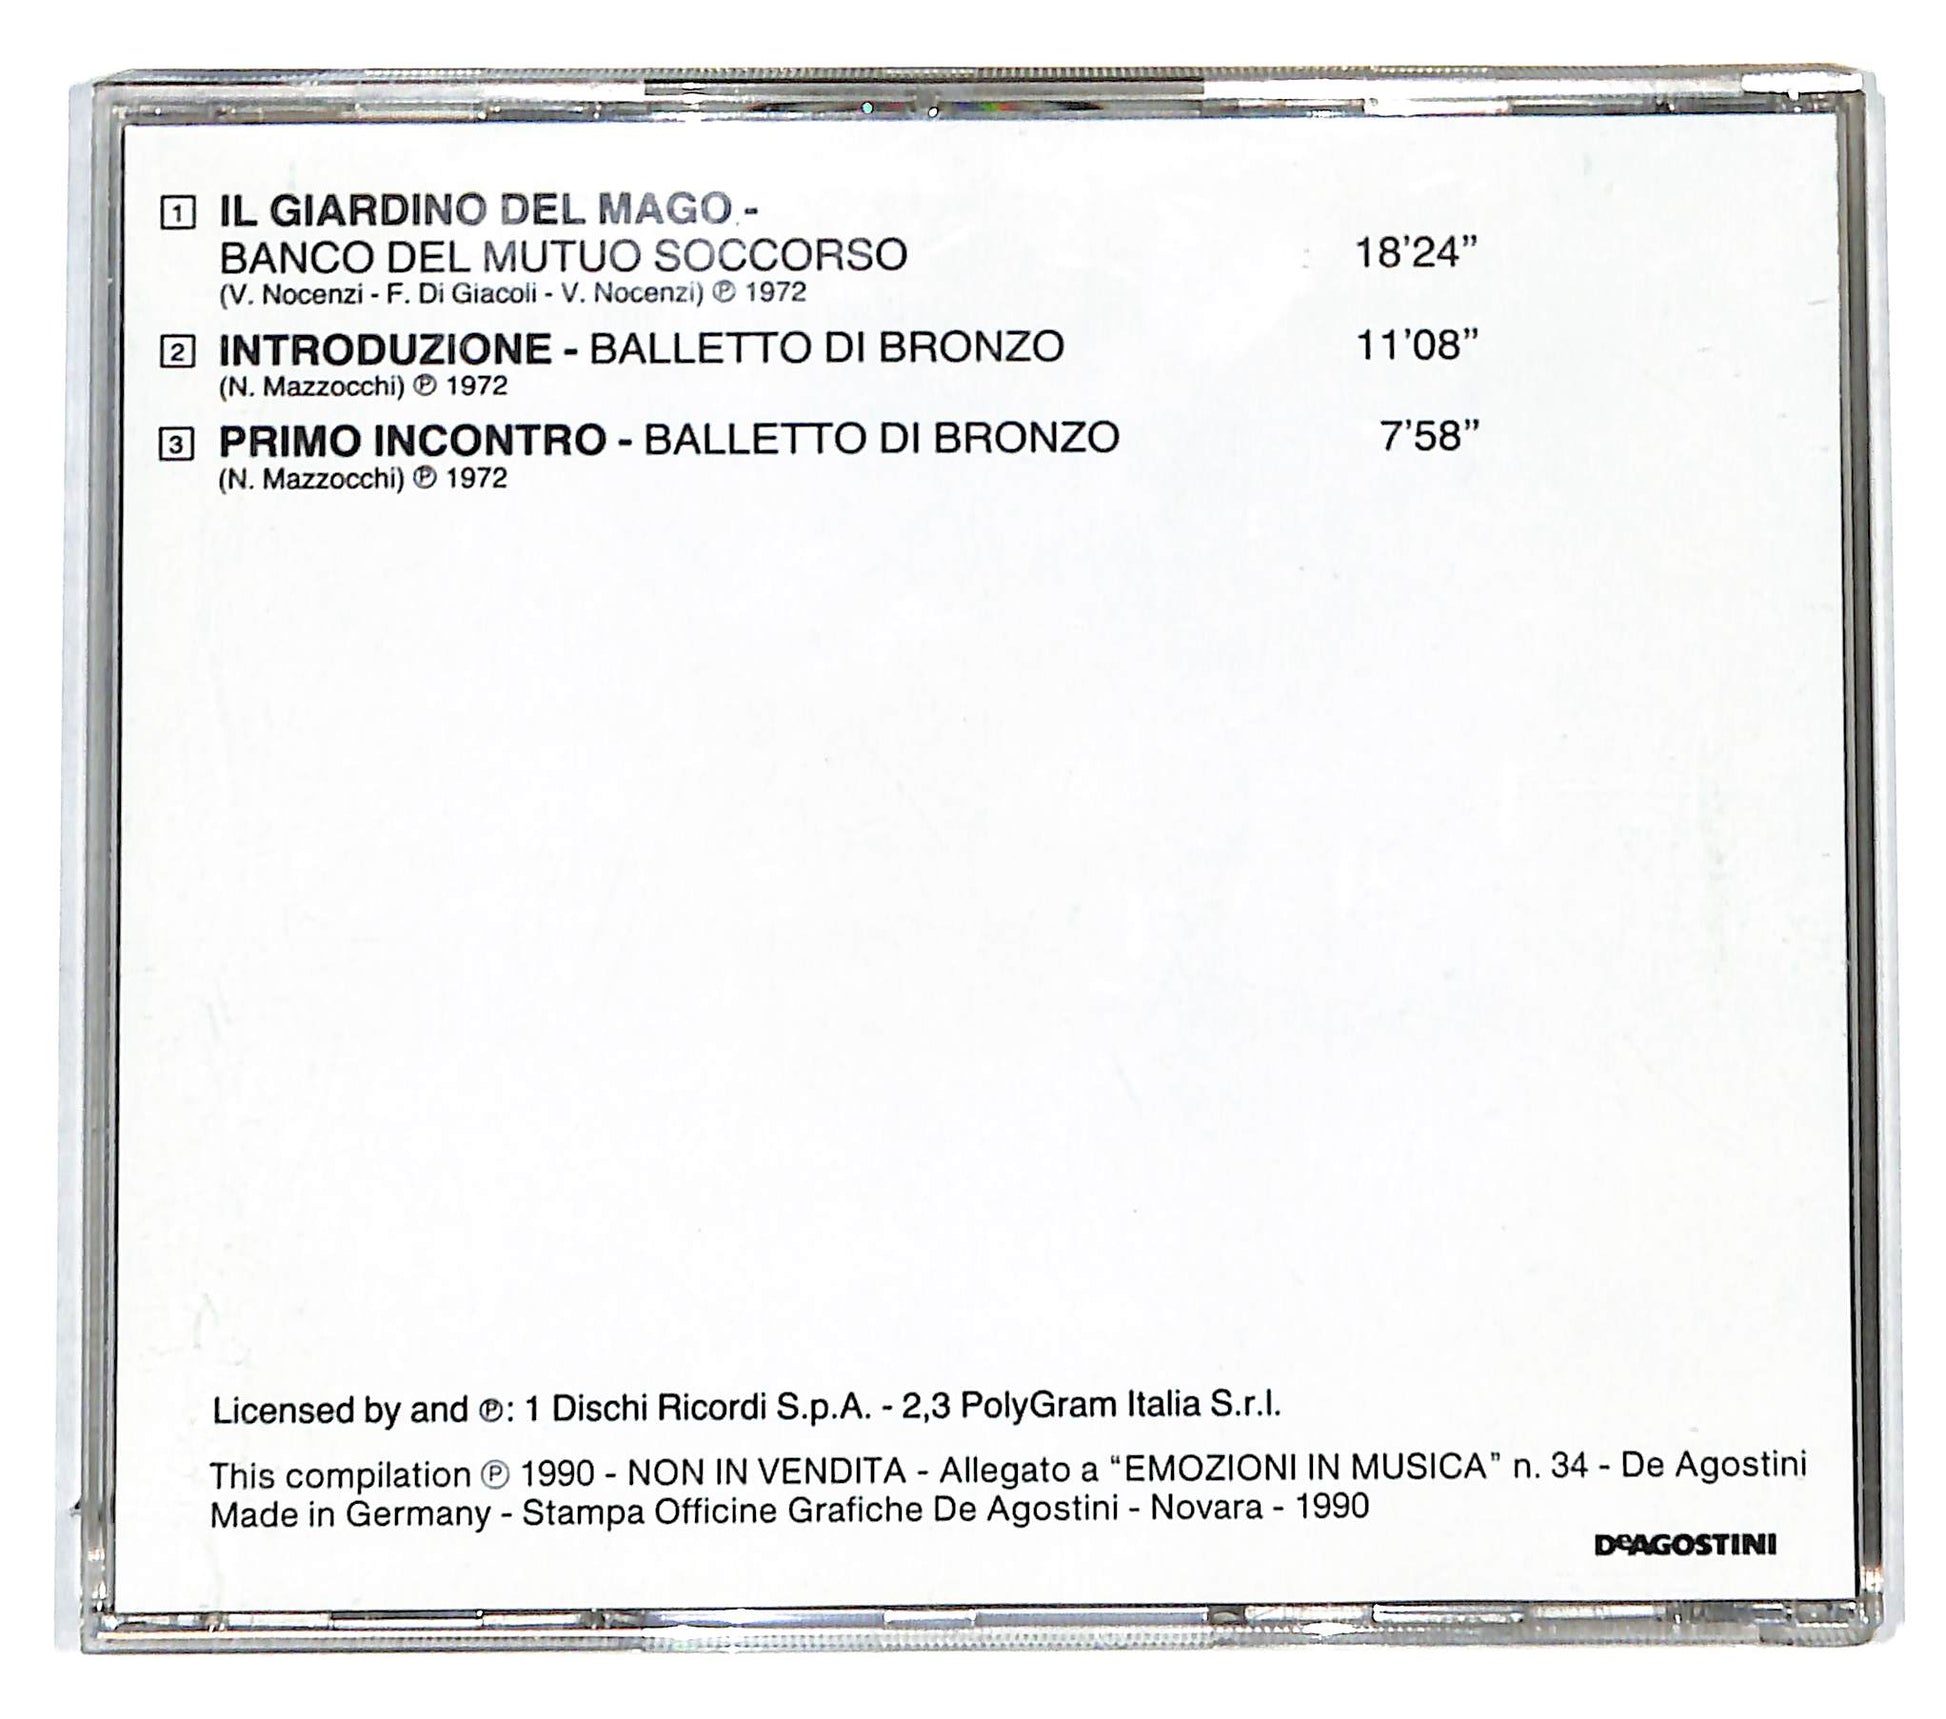 1 IL GIARDINO DEL MAGO -
BANCO DEL MUTUO SOCCORSO 18’24”
(V. Nocenzi - F. Di Giacoli - V. Nocenzi) ℗ 1972
2 INTRODUZIONE - BALLETTO DI BRONZO 11’08”
(N. Mazzocchi) ℗ 1972
3 PRIMO INCONTRO - BALLETTO DI BRONZO 7’58”
(N. Mazzocchi) ℗ 1972
Licensed by and ℗: 1 Dischi Ricordi S.p.A. - 2,3 PolyGram Italia S.r.l.
This compilation ℗ 1990 - NON IN VENDITA - Allegato a “EMOZIONI IN MUSICA” n. 34 - De Agostini
Made in Germany - Stampa Officine Grafiche De Agostini - Novara - 1990
DeAGOSTINI